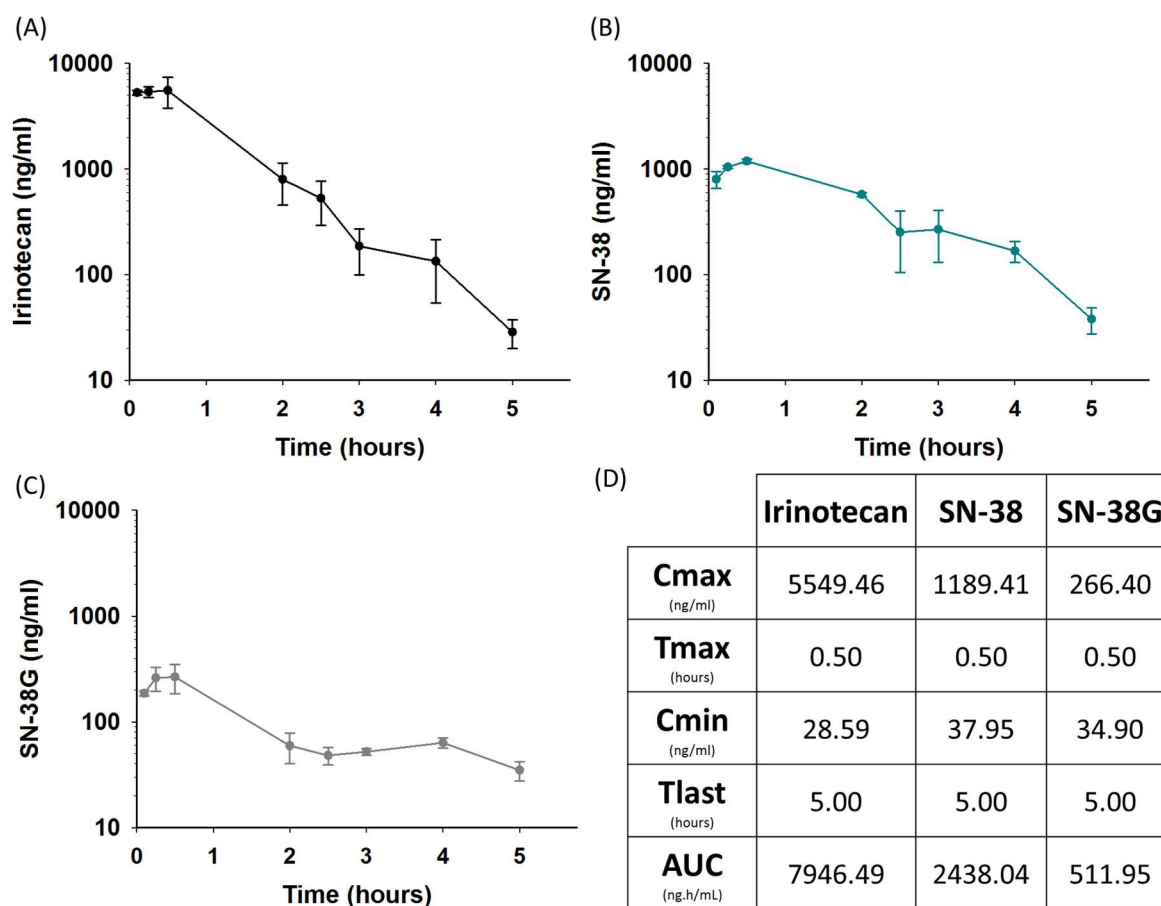 (A)
10000
1000
100
10
Irinotecan (ng/ml)
0 1 2 3 4 5
Time (hours)
(B)
10000
1000
100
10
SN-38 (ng/ml)
0 1 2 3 4 5
Time (hours)
(C)
10000
1000
100
10
SN-38G (ng/ml)
0 1 2 3 4 5
Time (hours)
(D)
Irinotecan SN-38 SN-38G
Cmax 5549.46 1189.41 266.40
(ng/ml)
Tmax 0.50 0.50 0.50
(hours)
Cmin 28.59 37.95 34.90
(ng/ml)
Tlast 5.00 5.00 5.00
(hours)
AUC 7946.49 2438.04 511.95
(ng.h/mL)